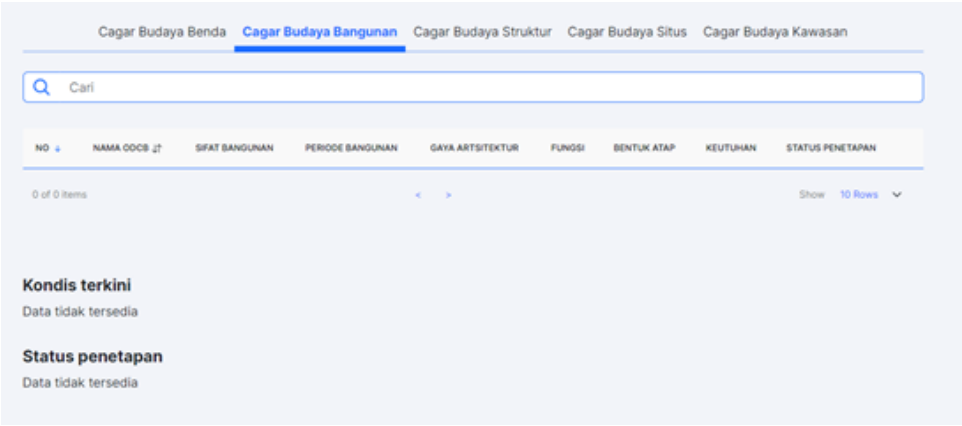 Cagar Budaya Benda Cagar Budaya Bangunan Cagar Budaya Struktur Cagar Budaya Situs Cagar Budaya Kawasan
Cari
NO NAMA ODCB SIFAT BANGUNAN PERIODE BANGUNAN GAYA ARTSITEKTUR FUNGSI BENTUK ATAP KEUTUHAN STATUS PENETAPAN
0 of 0 items < > Show 10 Rows
Kondis terkini
Data tidak tersedia
Status penetapan
Data tidak tersedia